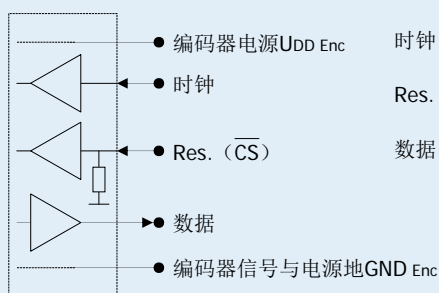 编码器电源UDD Enc
时钟
Res.（CS）
数据
编码器信号与电源地GND Enc
时钟
Res.
数据